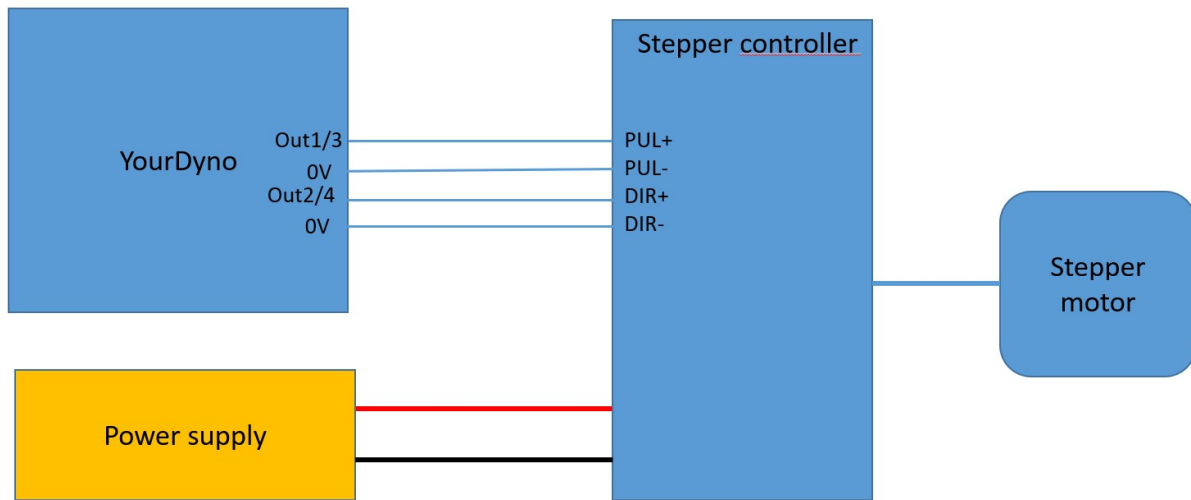 Stepper controller
YourDyno
Out1/3
0V
Out2/4
0V
PUL+
PUL-
DIR+
DIR-
Stepper
motor
Power supply